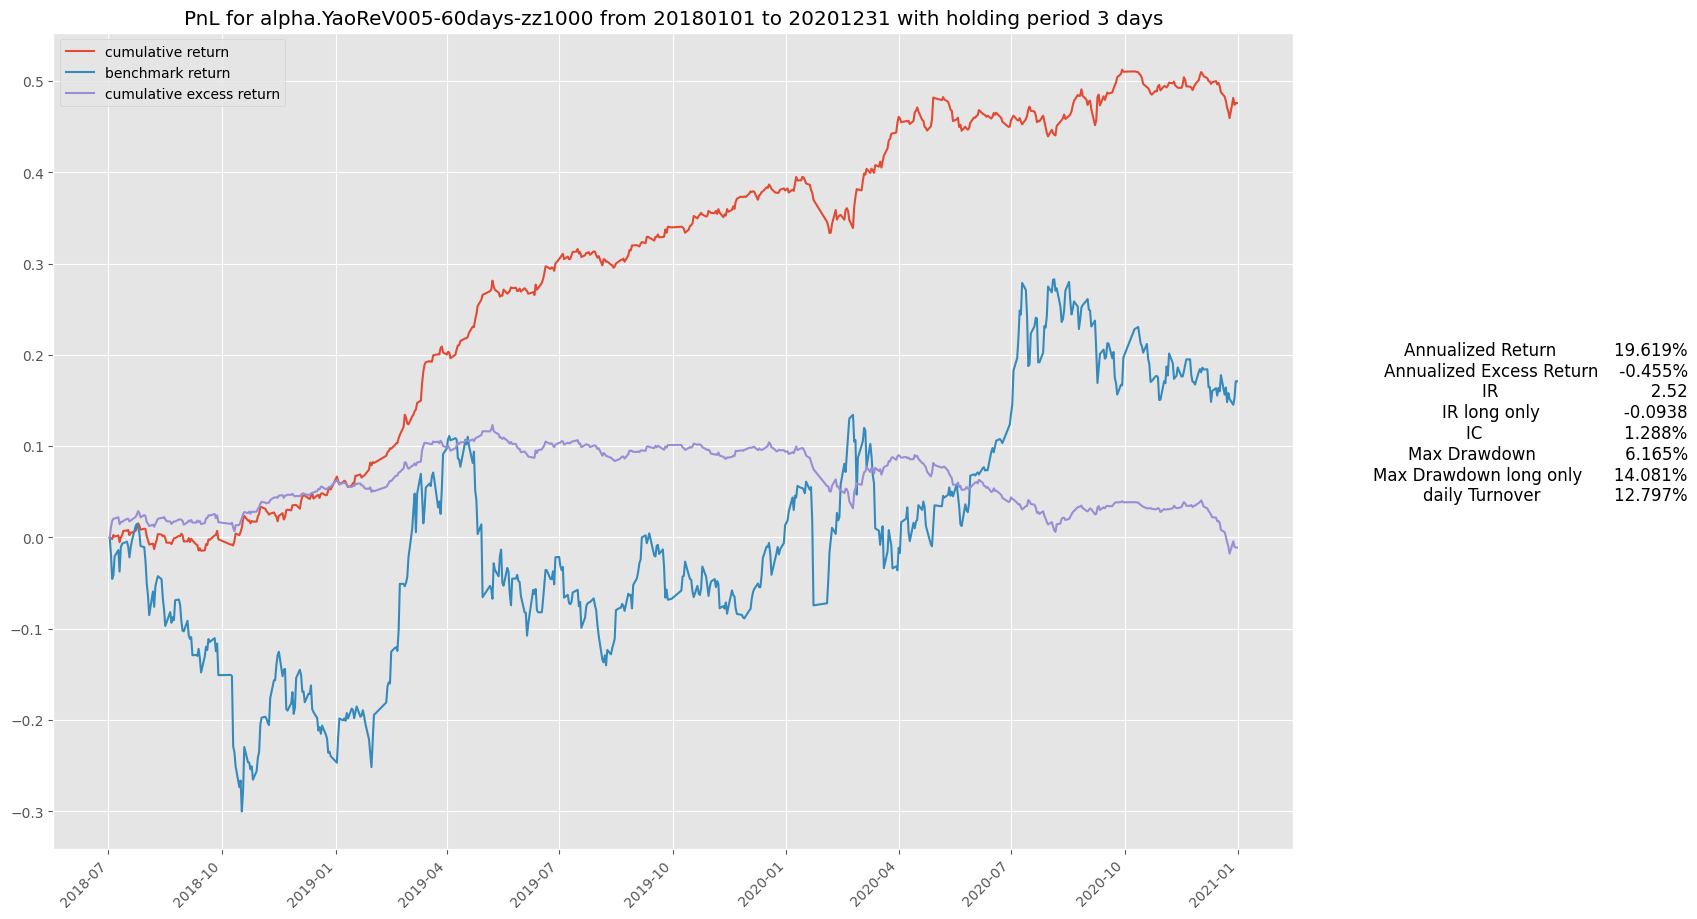 PnL for alpha.YaoReV005-60days-zz1000 from 20180101 to 20201231 with holding period 3 days
cumulative return
benchmark return
cumulative excess return
0.5
0.4
0.3
0.2
0.1
0.0
−0.1
−0.2
−0.3
2018-07
2018-10
2019-01
2019-04
2019-07
2019-10
2020-01
2020-04
2020-07
2020-10
2021-01
Annualized Return 19.619%
Annualized Excess Return -0.455%
IR 2.52
IR long only -0.0938
IC 1.288%
Max Drawdown 6.165%
Max Drawdown long only 14.081%
daily Turnover 12.797%